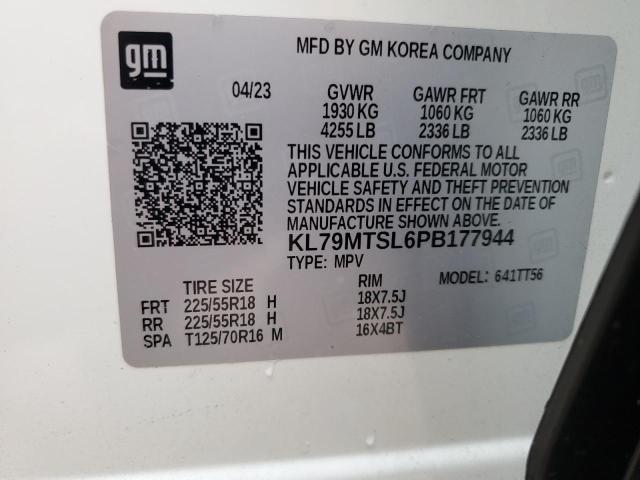 gm
MFD BY GM KOREA COMPANY
04/23 GVWR GAWR FRT GAWR RR
1930 KG 1060 KG 1060 KG
4255 LB 2336 LB 2336 LB
THIS VEHICLE CONFORMS TO ALL
APPLICABLE U.S. FEDERAL MOTOR
VEHICLE SAFETY AND THEFT PREVENTION
STANDARDS IN EFFECT ON THE DATE OF
MANUFACTURE SHOWN ABOVE.
KL79MTSL6PB177944
TYPE: MPV MODEL: 641TT56
TIRE SIZE RIM
FRT 225/55R18 H 18X7.5J
RR 225/55R18 H 18X7.5J
SPA T125/70R16 M 16X4BT